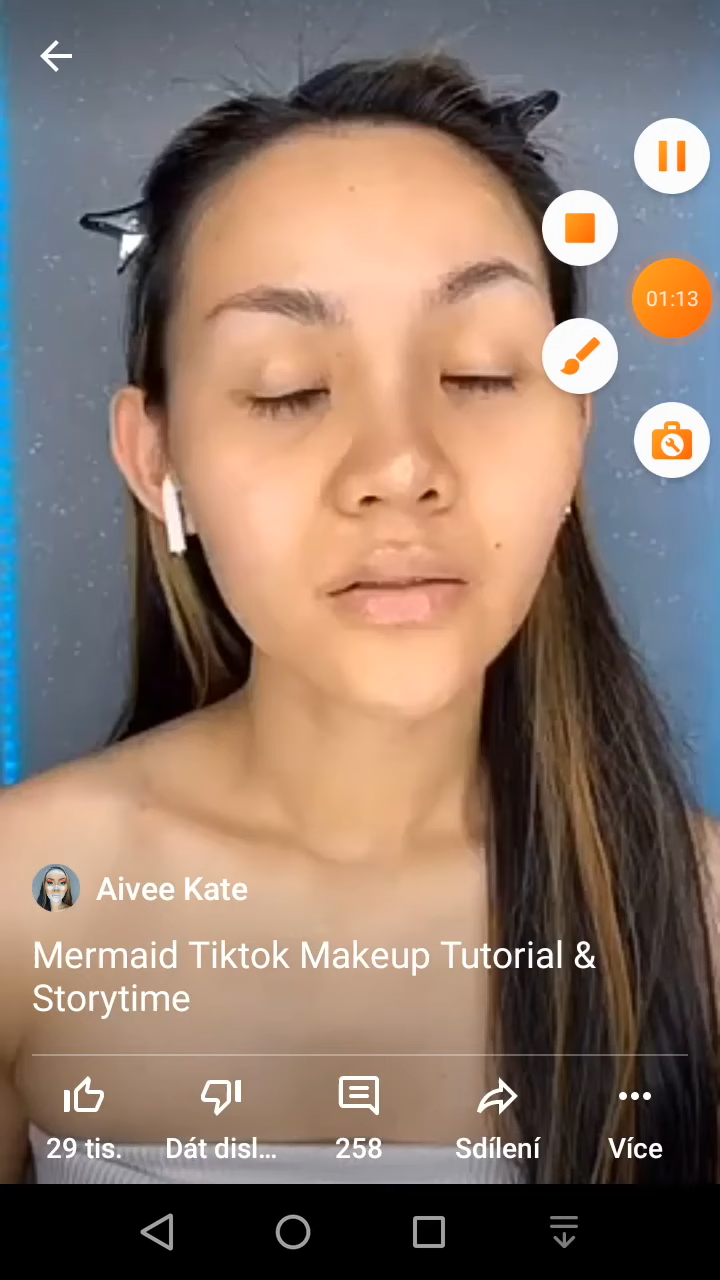 01:13
Aivee Kate
Mermaid Tiktok Makeup Tutorial &
Storytime
29 tis.
Dát disl...
258
Sdílení
Více